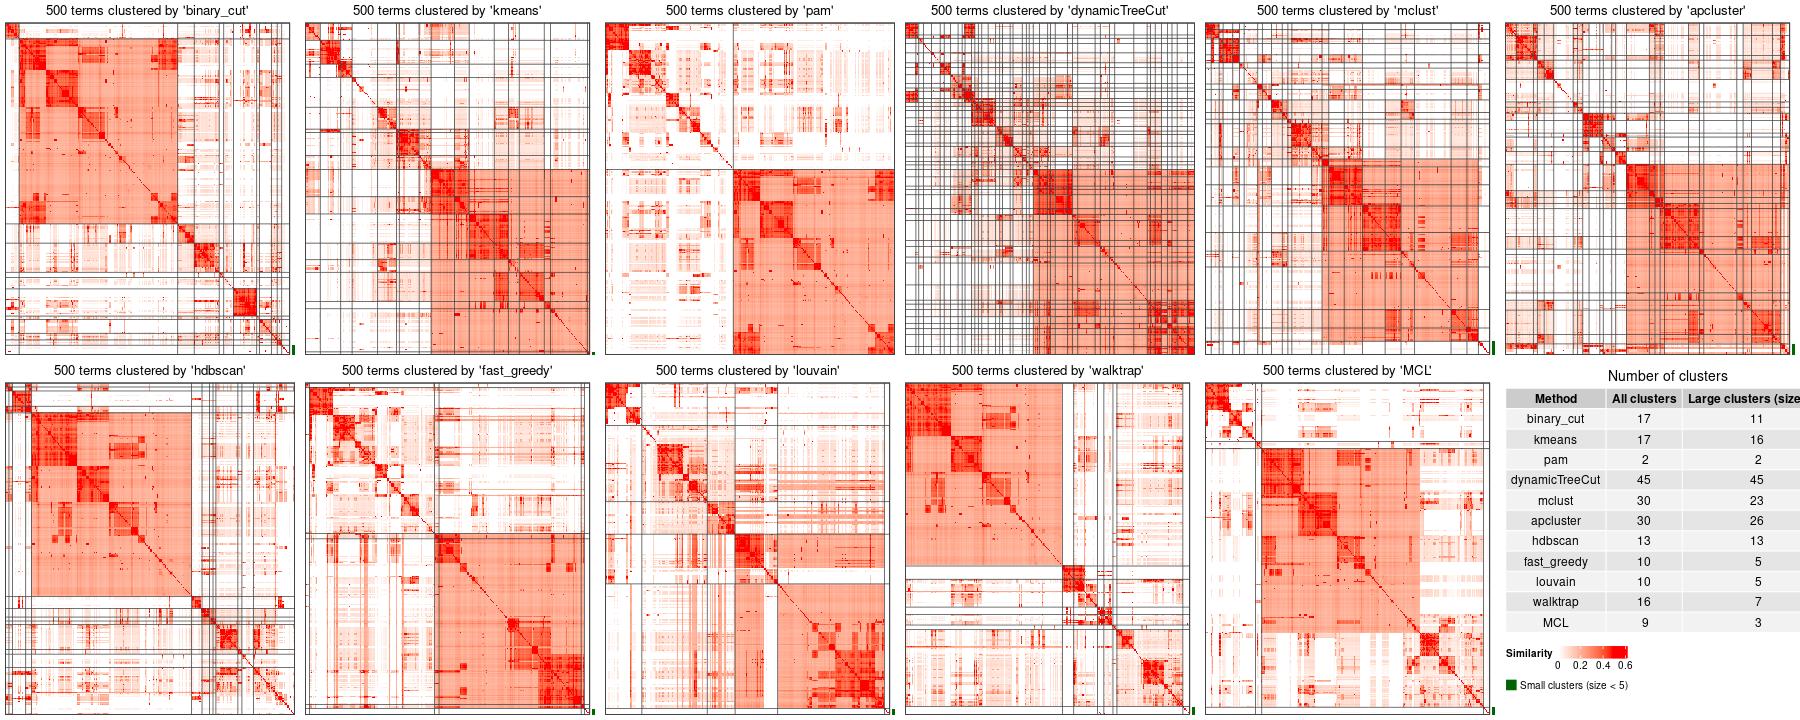 500 terms clustered by 'binary_cut'
500 terms clustered by 'kmeans'
500 terms clustered by 'pam'
500 terms clustered by 'dynamicTreeCut'
500 terms clustered by 'mclust'
500 terms clustered by 'apcluster'
500 terms clustered by 'hdbscan'
500 terms clustered by 'fast_greedy'
500 terms clustered by 'louvain'
500 terms clustered by 'walktrap'
500 terms clustered by 'MCL'
Number of clusters
Method All clusters Large clusters (size
binary_cut 17 11
kmeans 17 16
pam 2 2
dynamicTreeCut 45 45
mclust 30 23
apcluster 30 26
hdbscan 13 13
fast_greedy 10 5
louvain 10 5
walktrap 16 7
MCL 9 3
Similarity
0 0.2 0.4 0.6
Small clusters (size < 5)